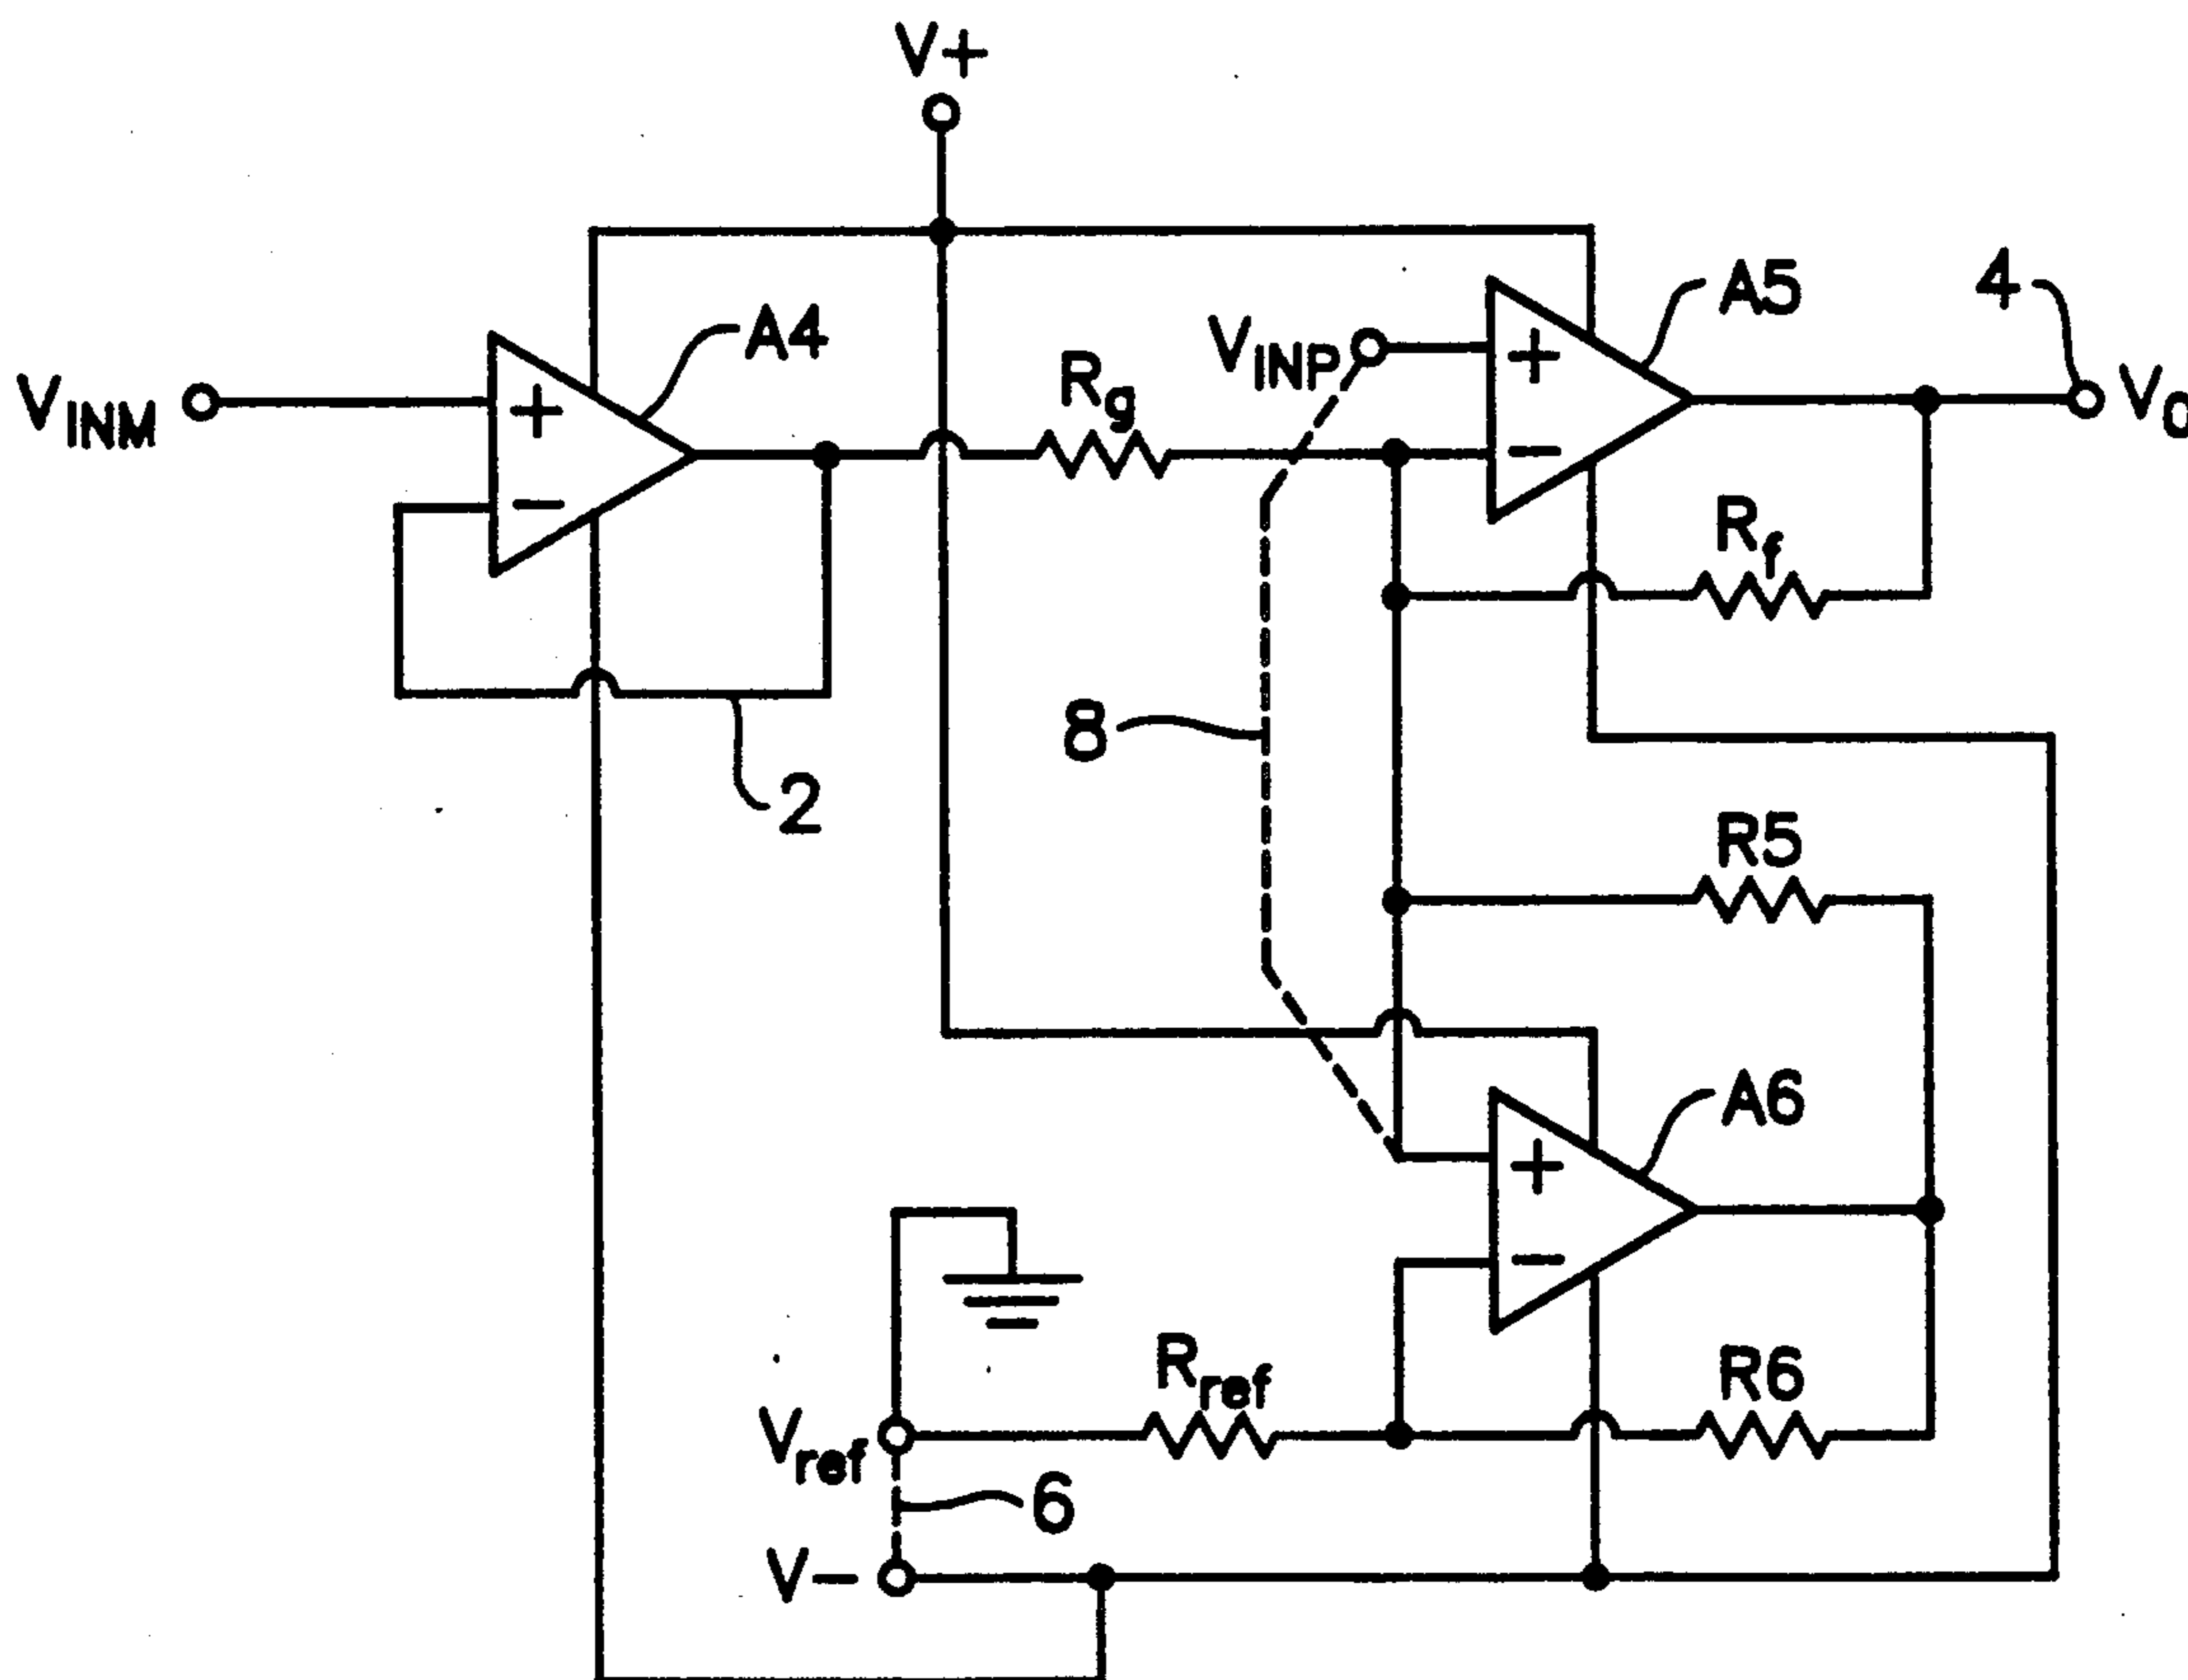 V+
A4
A5
4
V_INM
+
−
R_g
V_INP
+
−
V_O
R_f
8
2
R5
A6
+
−
R_ref
R6
V_ref
6
V−